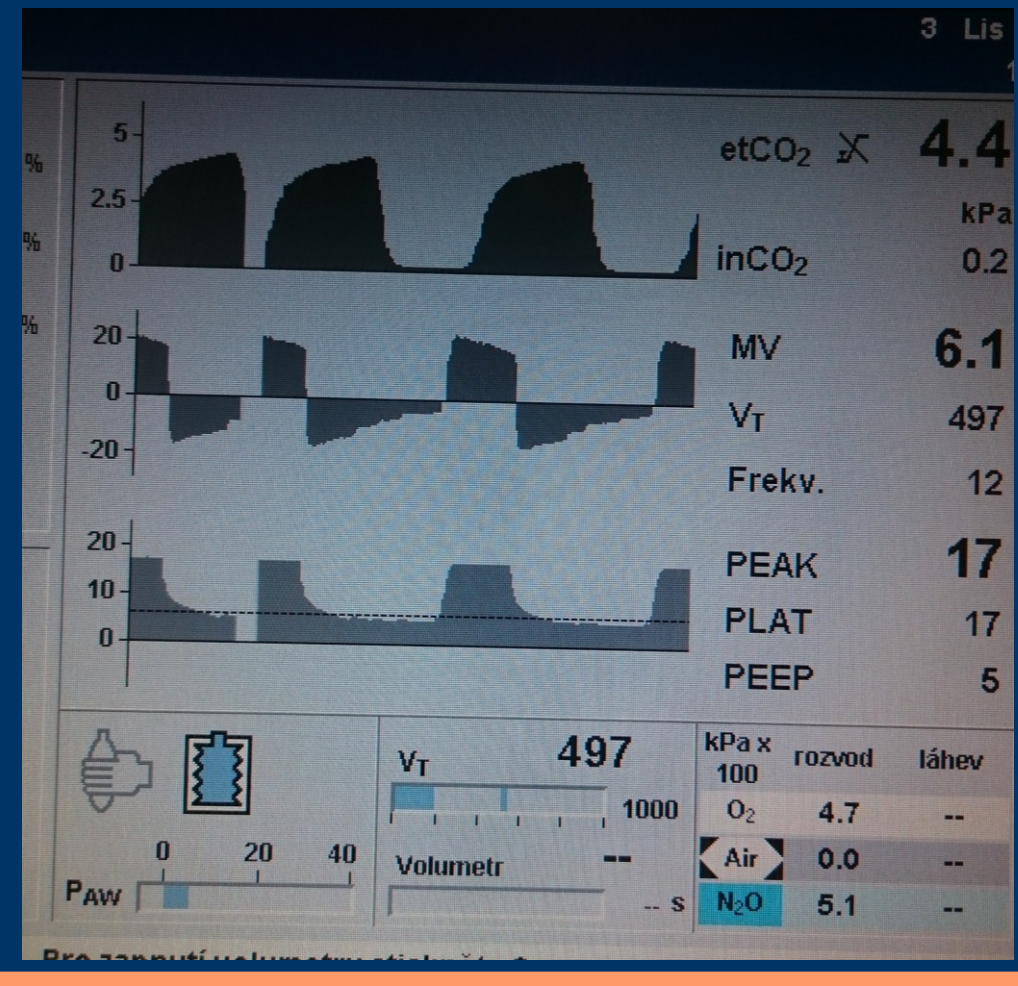 3 Lis
%
%
%
5
2.5
0
etCO₂ 4.4
kPa
inCO₂ 0.2
20
0
-20
MV 6.1
VT 497
Frekv. 12
20
10
0
PEAK 17
PLAT 17
PEEP 5
VT 497
1000
Volumetr --
-- s
0 20 40
PAW
kPa x 100 rozvod láhev
O₂ 4.7 --
Air 0.0 --
N₂O 5.1 --